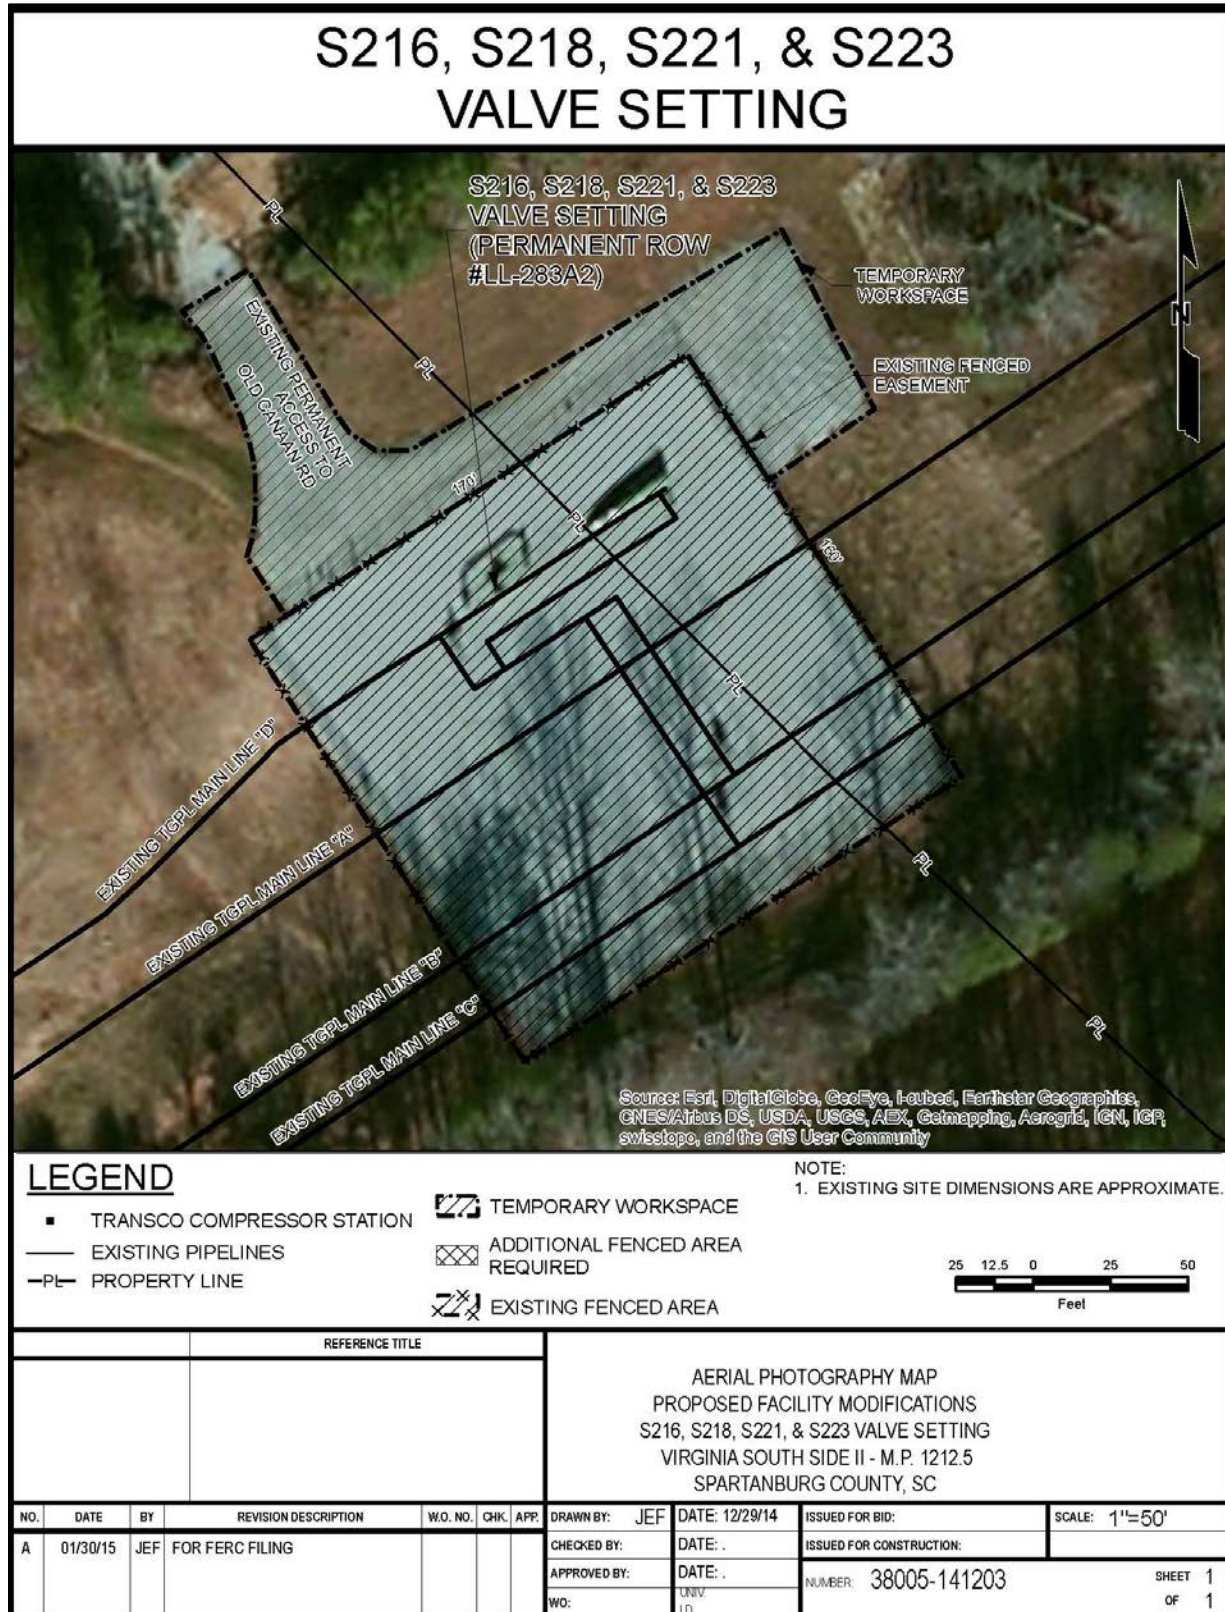 S216, S218, S221, & S223
VALVE SETTING
S216, S218, S221, & S223
VALVE SETTING
(PERMANENT ROW
#LL-283A2)
PL
TEMPORARY
WORKSPACE
N
EXISTING PERMANENT
ACCESS TO
OLD CANAAN RD
PL
EXISTING FENCED
EASEMENT
170'
PL
160'
PL
EXISTING TGPL MAIN LINE "D"
EXISTING TGPL MAIN LINE "A"
EXISTING TGPL MAIN LINE "B"
EXISTING TGPL MAIN LINE "C"
PL
PL
Source: Esri, DigitalGlobe, GeoEye, i-cubed, Earthstar Geographics,
CNES/Airbus DS, USDA, USGS, AEX, Getmapping, Aerogrid, IGN, IGP,
swisstopo, and the GIS User Community
LEGEND
TRANSCO COMPRESSOR STATION
EXISTING PIPELINES
PL PROPERTY LINE
TEMPORARY WORKSPACE
ADDITIONAL FENCED AREA
REQUIRED
EXISTING FENCED AREA
NOTE:
1. EXISTING SITE DIMENSIONS ARE APPROXIMATE.
25 12.5 0 25 50
Feet
REFERENCE TITLE
AERIAL PHOTOGRAPHY MAP
PROPOSED FACILITY MODIFICATIONS
S216, S218, S221, & S223 VALVE SETTING
VIRGINIA SOUTH SIDE II - M.P. 1212.5
SPARTANBURG COUNTY, SC
NO. DATE BY REVISION DESCRIPTION W.O. NO. CHK. APP.
A 01/30/15 JEF FOR FERC FILING
DRAWN BY: JEF DATE: 12/29/14 ISSUED FOR BID: SCALE: 1"=50'
CHECKED BY: DATE: . ISSUED FOR CONSTRUCTION:
APPROVED BY: DATE: . NUMBER: 38005-141203 SHEET 1
WO: UNIV. OF 1
I.D.